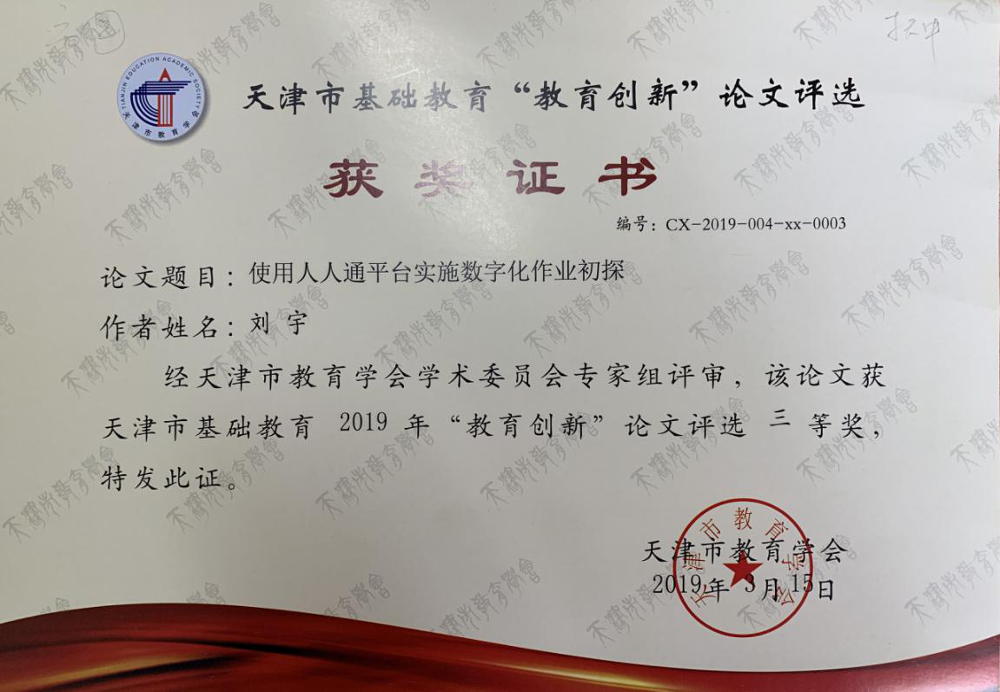 TIANJIN EDUCATION ACADEMIC SOCIETY
天津市教育学会
天津市基础教育“教育创新”论文评选
获奖证书
编号：CX-2019-004-xx-0003
论文题目：使用人人通平台实施数字化作业初探
作者姓名：刘 宇
经天津市教育学会学术委员会专家组评审，该论文获
天津市基础教育 2019 年“教育创新”论文评选 三 等奖，
特发此证。
天津市教育学会
2019年 3月 15日
天津市教育学会